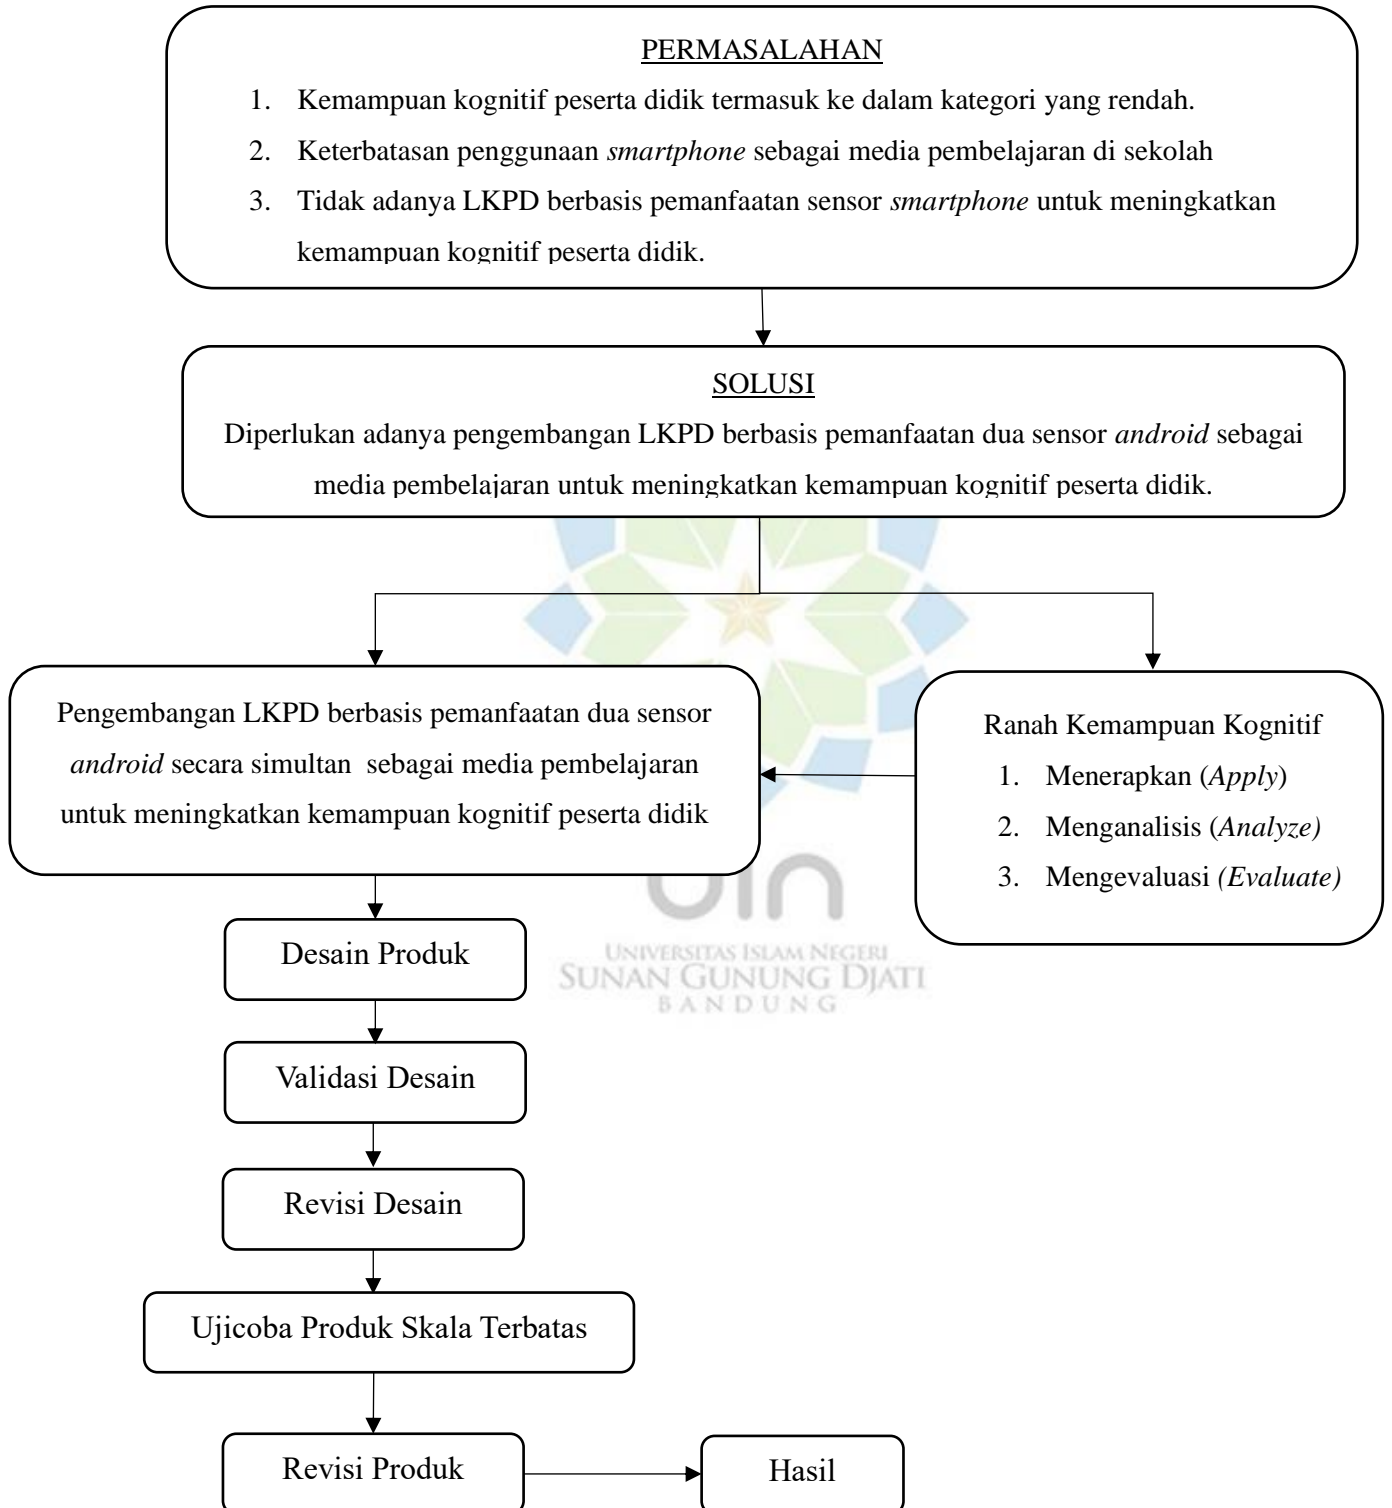 PERMASALAHAN
1. Kemampuan kognitif peserta didik termasuk ke dalam kategori yang rendah.
2. Keterbatasan penggunaan smartphone sebagai media pembelajaran di sekolah
3. Tidak adanya LKPD berbasis pemanfaatan sensor smartphone untuk meningkatkan
kemampuan kognitif peserta didik.
SOLUSI
Diperlukan adanya pengembangan LKPD berbasis pemanfaatan dua sensor android sebagai
media pembelajaran untuk meningkatkan kemampuan kognitif peserta didik.
Pengembangan LKPD berbasis pemanfaatan dua sensor
android secara simultan sebagai media pembelajaran
untuk meningkatkan kemampuan kognitif peserta didik
Ranah Kemampuan Kognitif
1. Menerapkan (Apply)
2. Menganalisis (Analyze)
3. Mengevaluasi (Evaluate)
uin
UNIVERSITAS ISLAM NEGERI
SUNAN GUNUNG DJATI
BANDUNG
Desain Produk
Validasi Desain
Revisi Desain
Ujicoba Produk Skala Terbatas
Revisi Produk
Hasil